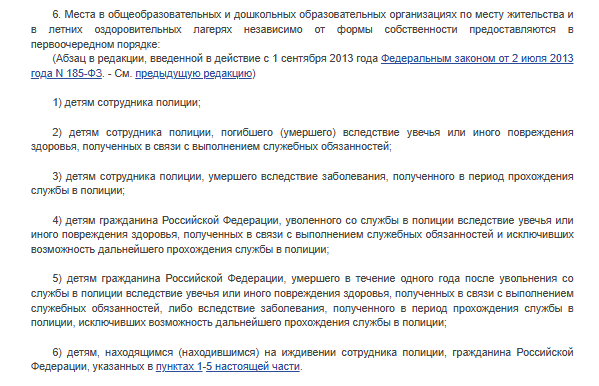 6. Места в общеобразовательных и дошкольных образовательных организациях по месту жительства и
в летних оздоровительных лагерях независимо от формы собственности предоставляются в
первоочередном порядке:
(Абзац в редакции, введенной в действие с 1 сентября 2013 года Федеральным законом от 2 июля 2013
года N 185-ФЗ. - См. предыдущую редакцию)
1) детям сотрудника полиции;
2) детям сотрудника полиции, погибшего (умершего) вследствие увечья или иного повреждения
здоровья, полученных в связи с выполнением служебных обязанностей;
3) детям сотрудника полиции, умершего вследствие заболевания, полученного в период прохождения
службы в полиции;
4) детям гражданина Российской Федерации, уволенного со службы в полиции вследствие увечья или
иного повреждения здоровья, полученных в связи с выполнением служебных обязанностей и исключивших
возможность дальнейшего прохождения службы в полиции;
5) детям гражданина Российской Федерации, умершего в течение одного года после увольнения со
службы в полиции вследствие увечья или иного повреждения здоровья, полученных в связи с выполнением
служебных обязанностей, либо вследствие заболевания, полученного в период прохождения службы в
полиции, исключивших возможность дальнейшего прохождения службы в полиции;
6) детям, находящимся (находившимся) на иждивении сотрудника полиции, гражданина Российской
Федерации, указанных в пунктах 1-5 настоящей части.